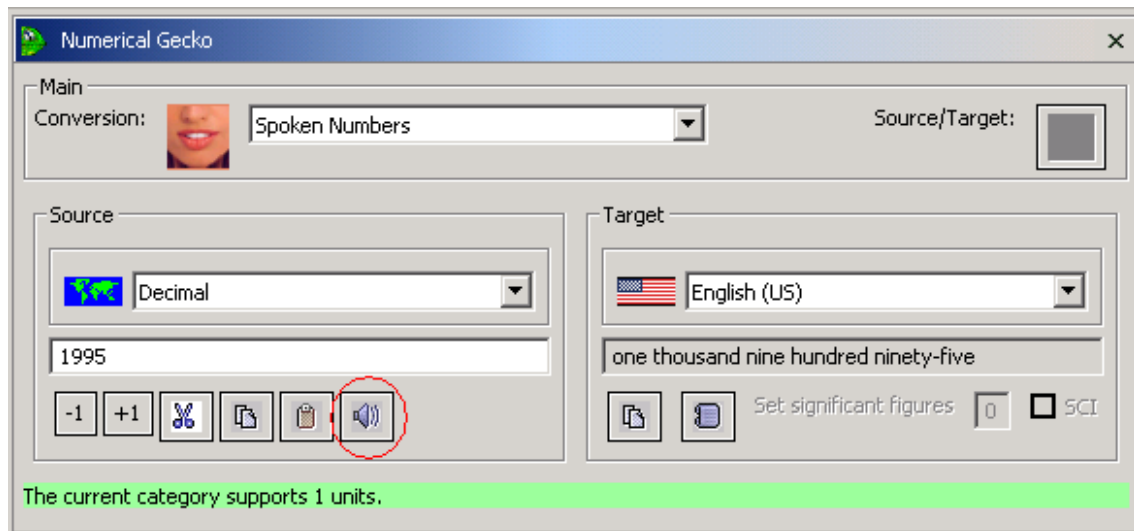 Numerical Gecko
Main
Conversion:
Spoken Numbers
Source/Target:
Source
Decimal
1995
-1
+1
Target
English (US)
one thousand nine hundred ninety-five
Set significant figures
0
SCI
The current category supports 1 units.